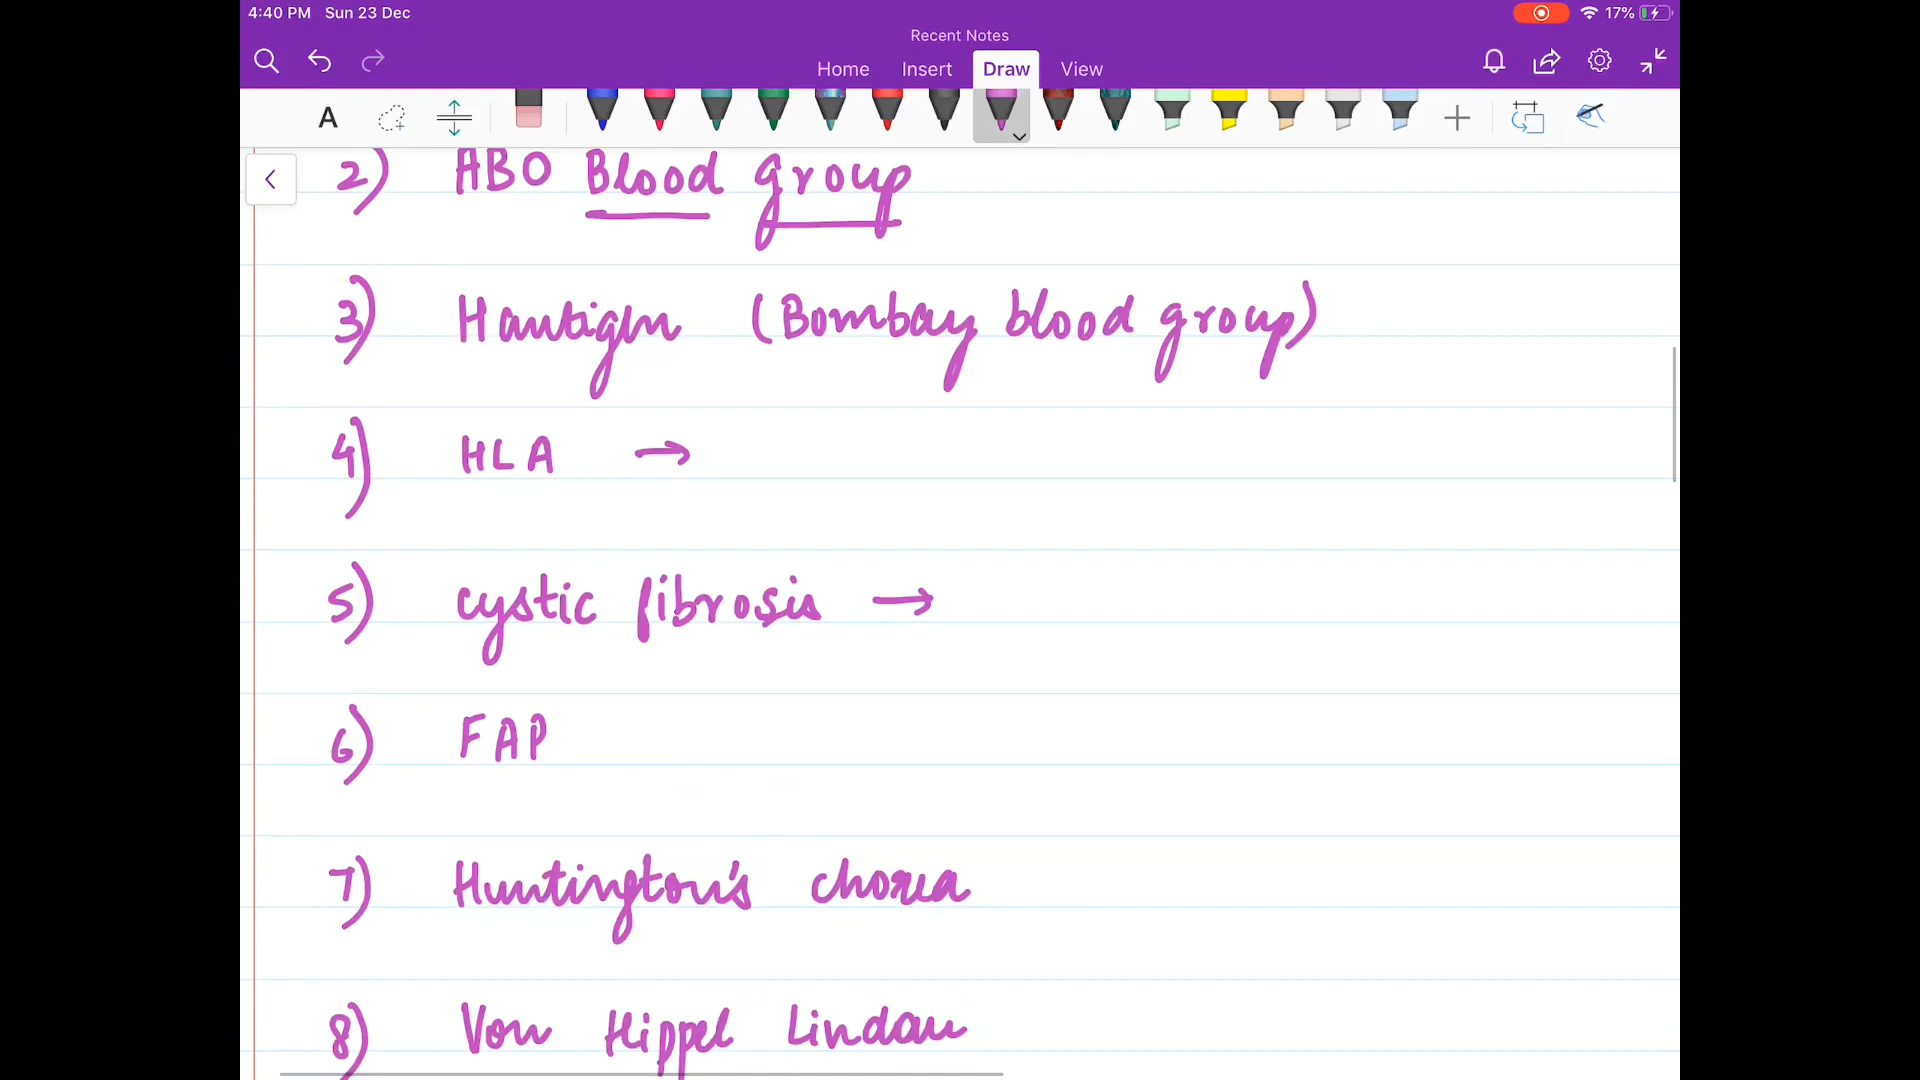 4:40 PM Sun 23 Dec
17%
Recent Notes
Home Insert Draw View
A
2) ABO Blood group
3) H antigen (Bombay blood group)
4) HLA →
5) cystic fibrosis →
6) FAP
7) Huntington's chorea
8) Von Hippel Lindau